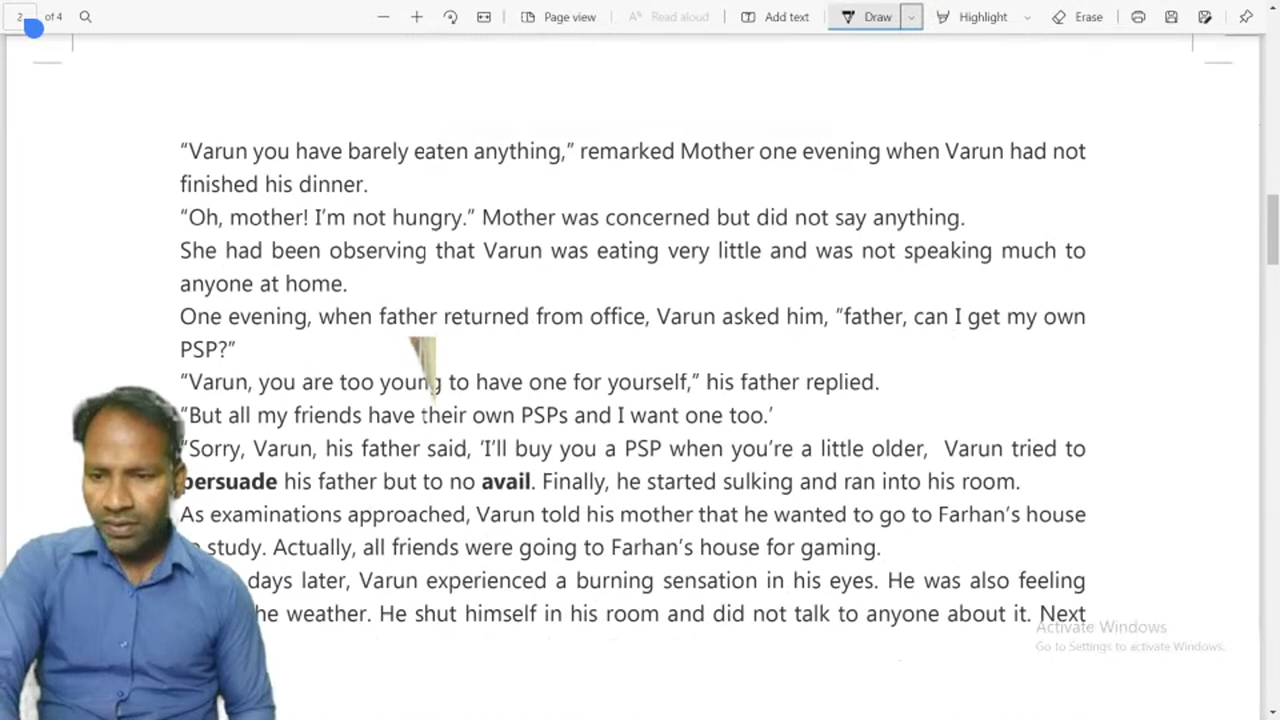 2 of 4 Page view Read aloud Add text Draw Highlight Erase
“Varun you have barely eaten anything,” remarked Mother one evening when Varun had not
finished his dinner.
“Oh, mother! I’m not hungry.” Mother was concerned but did not say anything.
She had been observing that Varun was eating very little and was not speaking much to
anyone at home.
One evening, when father returned from office, Varun asked him, “father, can I get my own
PSP?”
“Varun, you are too young to have one for yourself,” his father replied.
“But all my friends have their own PSPs and I want one too.’
“Sorry, Varun, his father said, ‘I’ll buy you a PSP when you’re a little older, Varun tried to
persuade his father but to no avail. Finally, he started sulking and ran into his room.
As examinations approached, Varun told his mother that he wanted to go to Farhan’s house
study. Actually, all friends were going to Farhan’s house for gaming.
days later, Varun experienced a burning sensation in his eyes. He was also feeling
weather. He shut himself in his room and did not talk to anyone about it. Next
Activate Windows
Go to Settings to activate Windows.